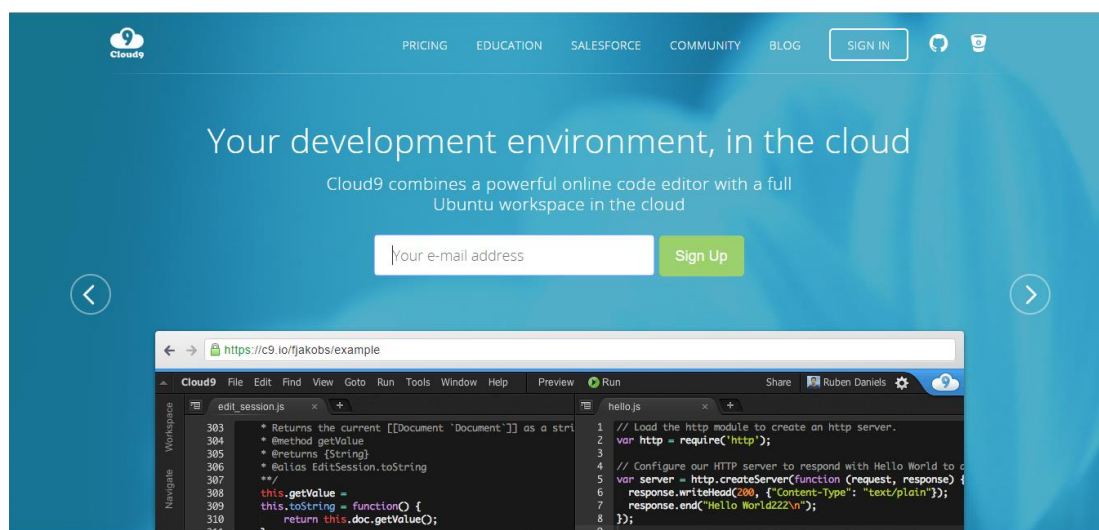 9
Cloud9
PRICING EDUCATION SALESFORCE COMMUNITY BLOG SIGN IN
Your development environment, in the cloud
Cloud9 combines a powerful online code editor with a full
Ubuntu workspace in the cloud
Your e-mail address Sign Up
https://c9.io/fjakobs/example
Cloud9 File Edit Find View Goto Run Tools Window Help Preview Run Share Ruben Daniels 9
Workspace
Navigate
edit_session.js × +
303 * Returns the current [[Document `Document`]] as a stri
304 * @method getValue
305 * @returns {String}
306 * @alias EditSession.toString
307 **/
308 this.getValue =
309 this.toString = function() {
310 return this.doc.getValue();
hello.js × +
1 // Load the http module to create an http server.
2 var http = require('http');
3
4 // Configure our HTTP server to respond with Hello World to
5 var server = http.createServer(function (request, response) {
6 response.writeHead(200, {"Content-Type": "text/plain"});
7 response.end("Hello World222\n");
8 });